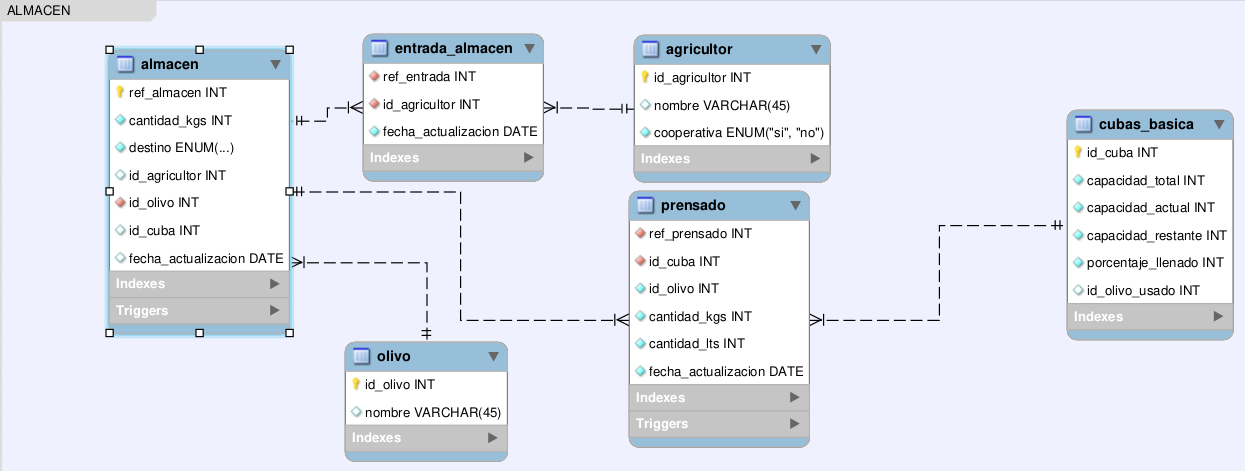 ALMACEN
almacen
ref_almacen INT
cantidad_kgs INT
destino ENUM(...)
id_agricultor INT
id_olivo INT
id_cuba INT
fecha_actualizacion DATE
Indexes
Triggers
entrada_almacen
ref_entrada INT
id_agricultor INT
fecha_actualizacion DATE
Indexes
agricultor
id_agricultor INT
nombre VARCHAR(45)
cooperativa ENUM("si", "no")
Indexes
cubas_basica
id_cuba INT
capacidad_total INT
capacidad_actual INT
capacidad_restante INT
porcentaje_llenado INT
id_olivo_usado INT
Indexes
prensado
ref_prensado INT
id_cuba INT
id_olivo INT
cantidad_kgs INT
cantidad_lts INT
fecha_actualizacion DATE
Indexes
Triggers
olivo
id_olivo INT
nombre VARCHAR(45)
Indexes